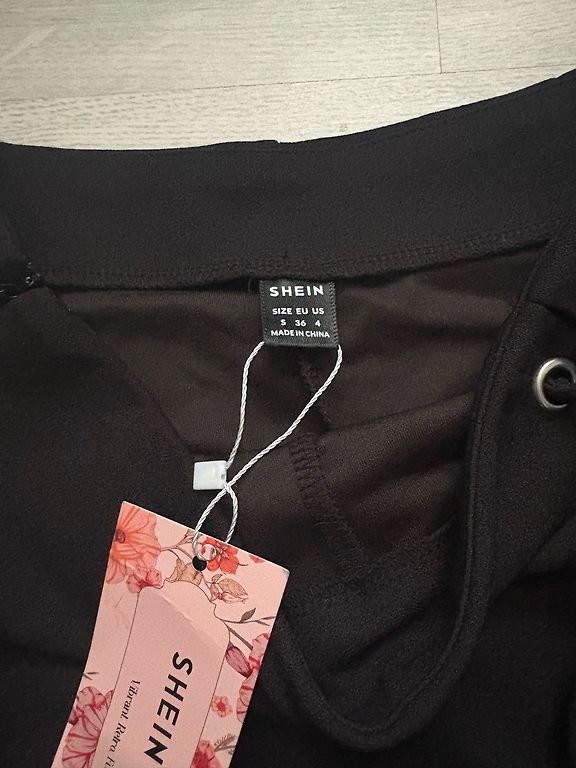 SHEIN
SIZE EU US
S 36 4
MADE IN CHINA
SHEIN
Vibrant Retro